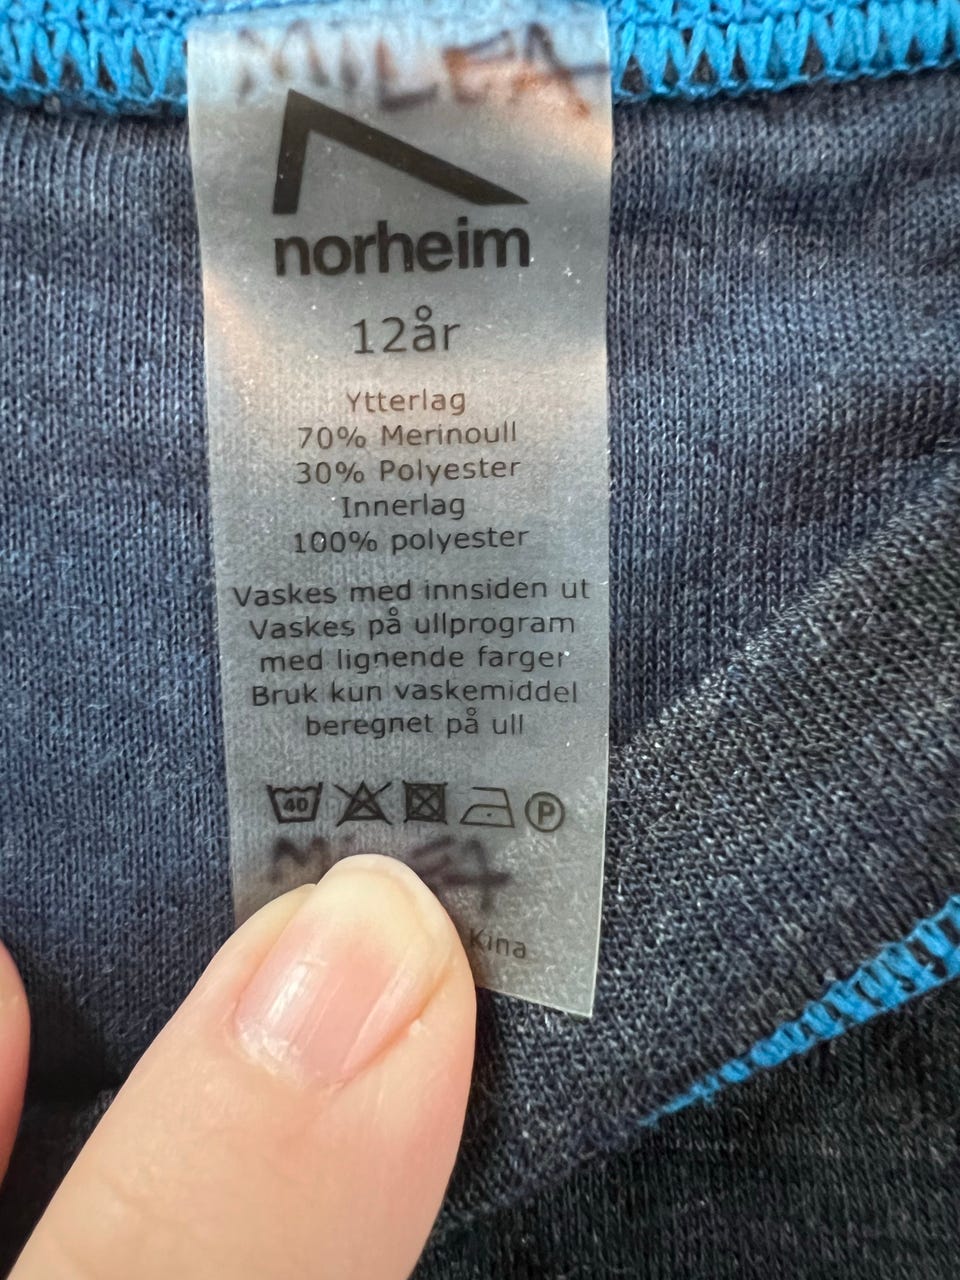 MILEA
norheim
12år
Ytterlag
70% Merinoull
30% Polyester
Innerlag
100% polyester
Vaskes med innsiden ut
Vaskes på ullprogram
med lignende farger
Bruk kun vaskemiddel
beregnet på ull
40 P
Kina